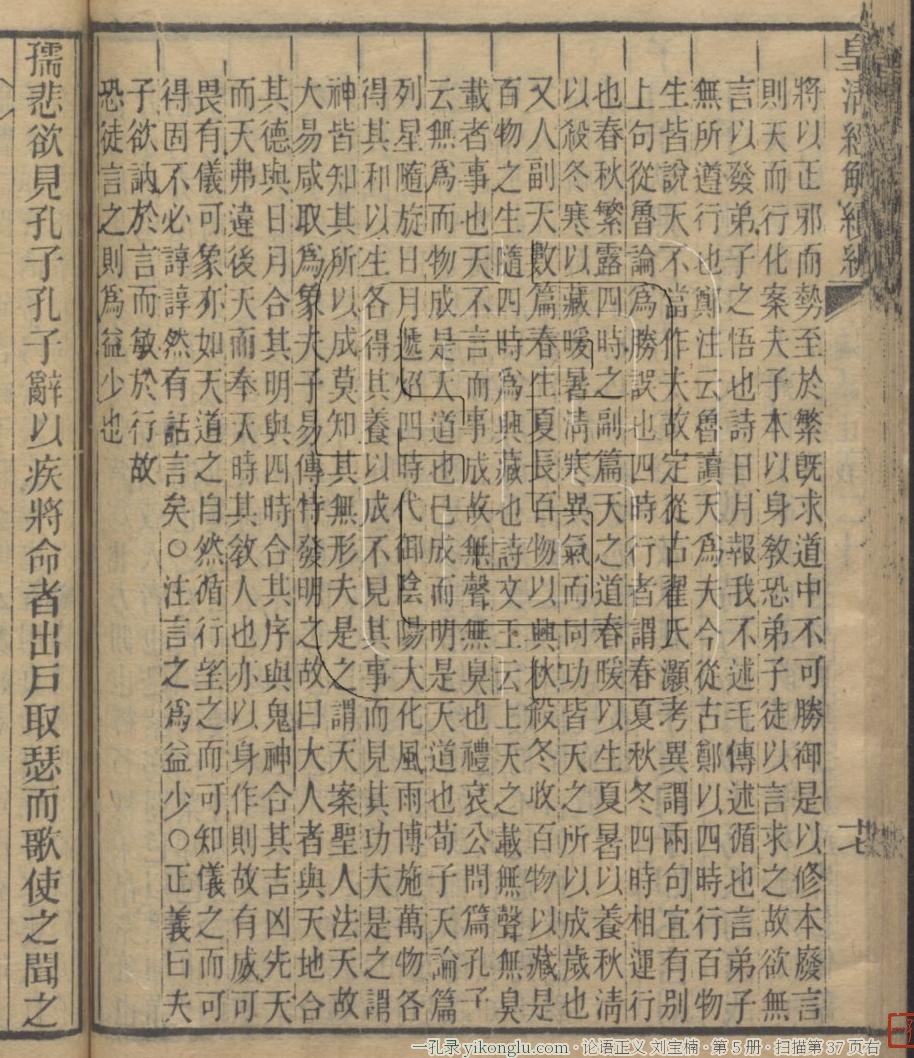 皇清經解續編
將以正邪而勢至於繁既求道中不可勝御是以修本廢言
則天而行化案夫子本以身教恐弟子徒以言求之故欲無
言以發弟子之悟也詩日月報我不述毛傳述循也言弟子
無所遵行也鄭注云魯讀天為夫今從古鄭以四時行百物
生皆說天不當作夫故定從古翟氏灝考異謂兩句宜有別
上句從魯論為勝誤也四時行者謂春夏秋冬四時相運行
也春秋繁露四時之副篇天之道春暖以生夏暑以養秋清
以殺冬寒以藏暖暑清寒異氣而同功皆天之所以成歲也
又人副天數篇春生夏長百物以興秋殺冬收百物以藏是
百物之生隨四時為興藏也詩文王云上天之載無聲無臭
載者事也天不言而事成故無聲無臭也禮哀公問篇孔子
云無為而物成是天道也已成而明是天道也荀子天論篇
列星隨旋日月遞炤四時代御陰陽大化風雨博施萬物各
得其和以生各得其養以成不見其事而見其功夫是之謂
神皆知其所以成莫知其無形夫是之謂天案聖人法天故
大易咸取為象夫子易傳特發明之故曰大人者與天地合
其德與日月合其明與四時合其序與鬼神合其吉凶先天
而天弗違後天而奉天時其教人也亦以身作則故有威可
畏有儀可象亦如天道之自然循行望之而可知儀之而可
得固不必諄諄然有話言矣○注言之為益少○正義曰夫
子欲訥於言而敏於行故
恐徒言之則為益少也
十七
孺悲欲見孔子孔子辭以疾將命者出戶取瑟而歌使之聞之
一孔录 yikonglu.com · 论语正义 刘宝楠 · 第 5 册 · 扫描第 37 页右